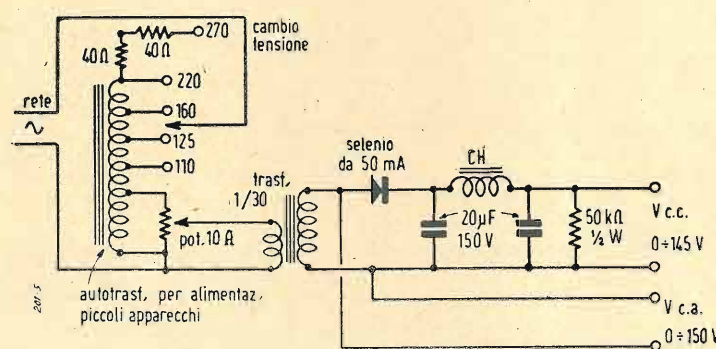 cambio
tensione
270
40Ω
40Ω
220
rete
~
160
125
110
selenio
da 50 mA
CH
trasf.
1/30
pot.10 Ω
20µF
150 V
50 kΩ
½ W
V c.c.
0÷145 V
V c.a.
0÷150 V
autotrasf. per alimentaz.
piccoli apparecchi
201-5